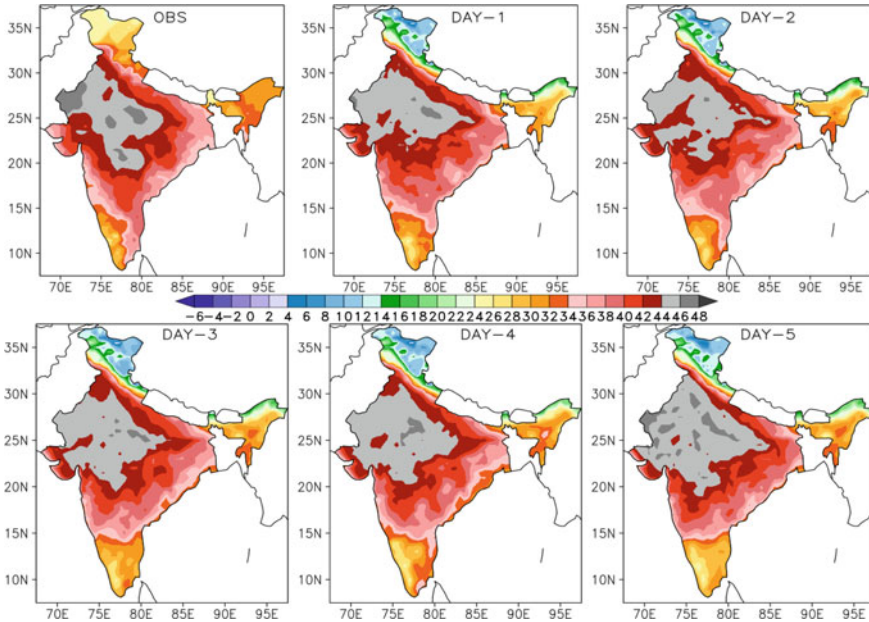 OBS DAY-1 DAY-2
35N 35N 35N
30N 30N 30N
25N 25N 25N
20N 20N 20N
15N 15N 15N
10N 10N 10N
70E 75E 80E 85E 90E 95E 70E 75E 80E 85E 90E 95E 70E 75E 80E 85E 90E 95E
-6-4-2 0 2 4 6 8 10 12 14 16 18 20 22 24 26 28 30 32 34 36 38 40 42 44 46 48
DAY-3 DAY-4 DAY-5
35N 35N 35N
30N 30N 30N
25N 25N 25N
20N 20N 20N
15N 15N 15N
10N 10N 10N
70E 75E 80E 85E 90E 95E 70E 75E 80E 85E 90E 95E 70E 75E 80E 85E 90E 95E